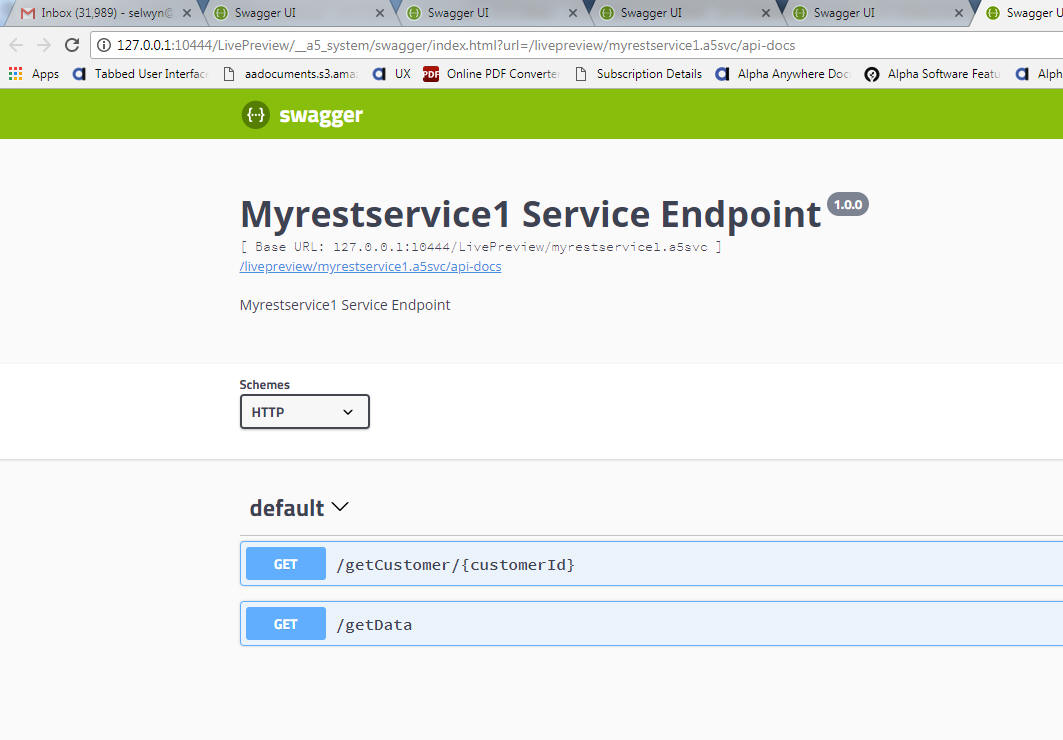 Inbox (31,989) - selwyn@ Swagger UI Swagger UI Swagger UI Swagger UI Swagger U
127.0.0.1:10444/LivePreview/__a5_system/swagger/index.html?url=/livepreview/myrestservice1.a5svc/api-docs
Apps Tabbed User Interfac aadocuments.s3.ama UX PDF Online PDF Converte Subscription Details Alpha Anywhere Doc Alpha Software Featu Alph
{··} swagger
Myrestservice1 Service Endpoint 1.0.0
[ Base URL: 127.0.0.1:10444/LivePreview/myrestservice1.a5svc ]
/livepreview/myrestservice1.a5svc/api-docs
Myrestservice1 Service Endpoint
Schemes
HTTP
default
GET /getCustomer/{customerId}
GET /getData